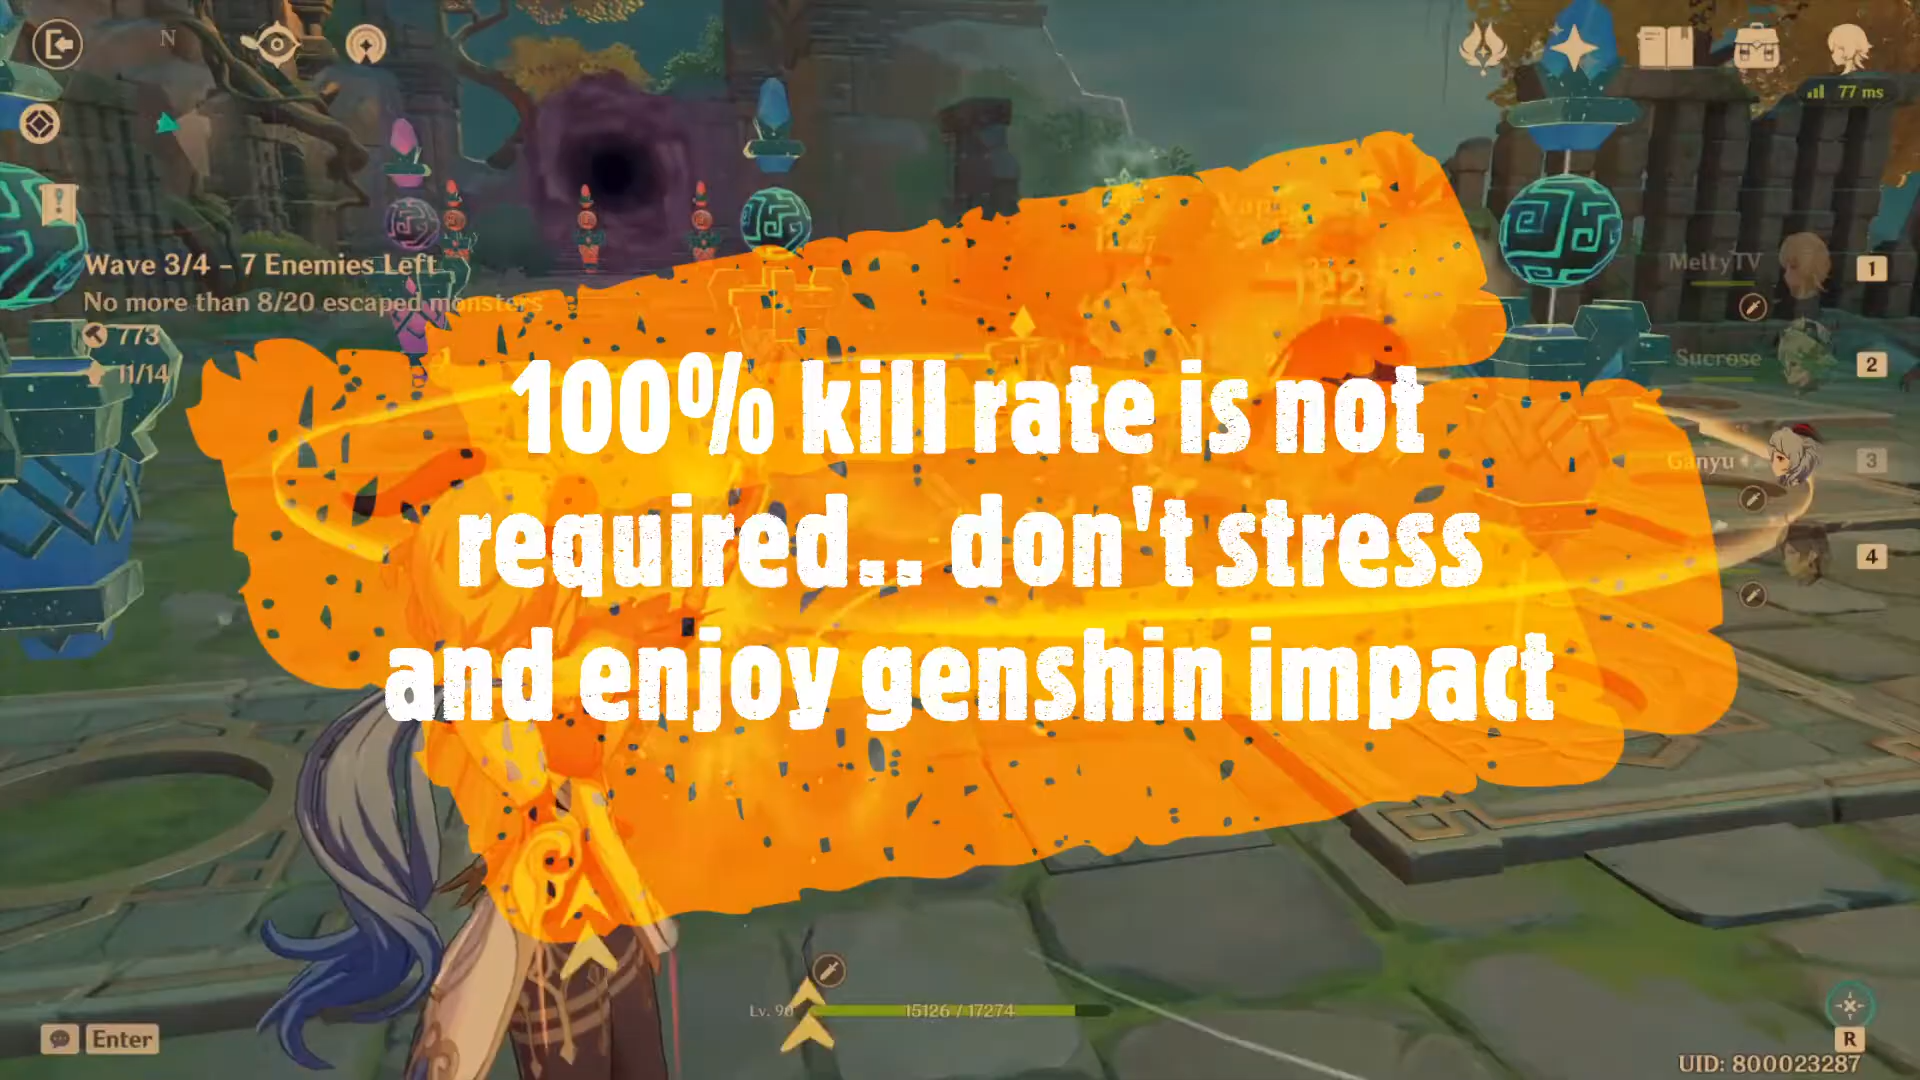 N
77 ms
Wave 3/4 - 7 Enemies Left
No more than 8/20 escaped monsters
773
11/14
MeltyTV
1
Sucrose
2
Ganyu
3
4
100% kill rate is not
required.. don't stress
and enjoy genshin impact
Lv. 90
15126 / 17274
Enter
R
UID: 800023287